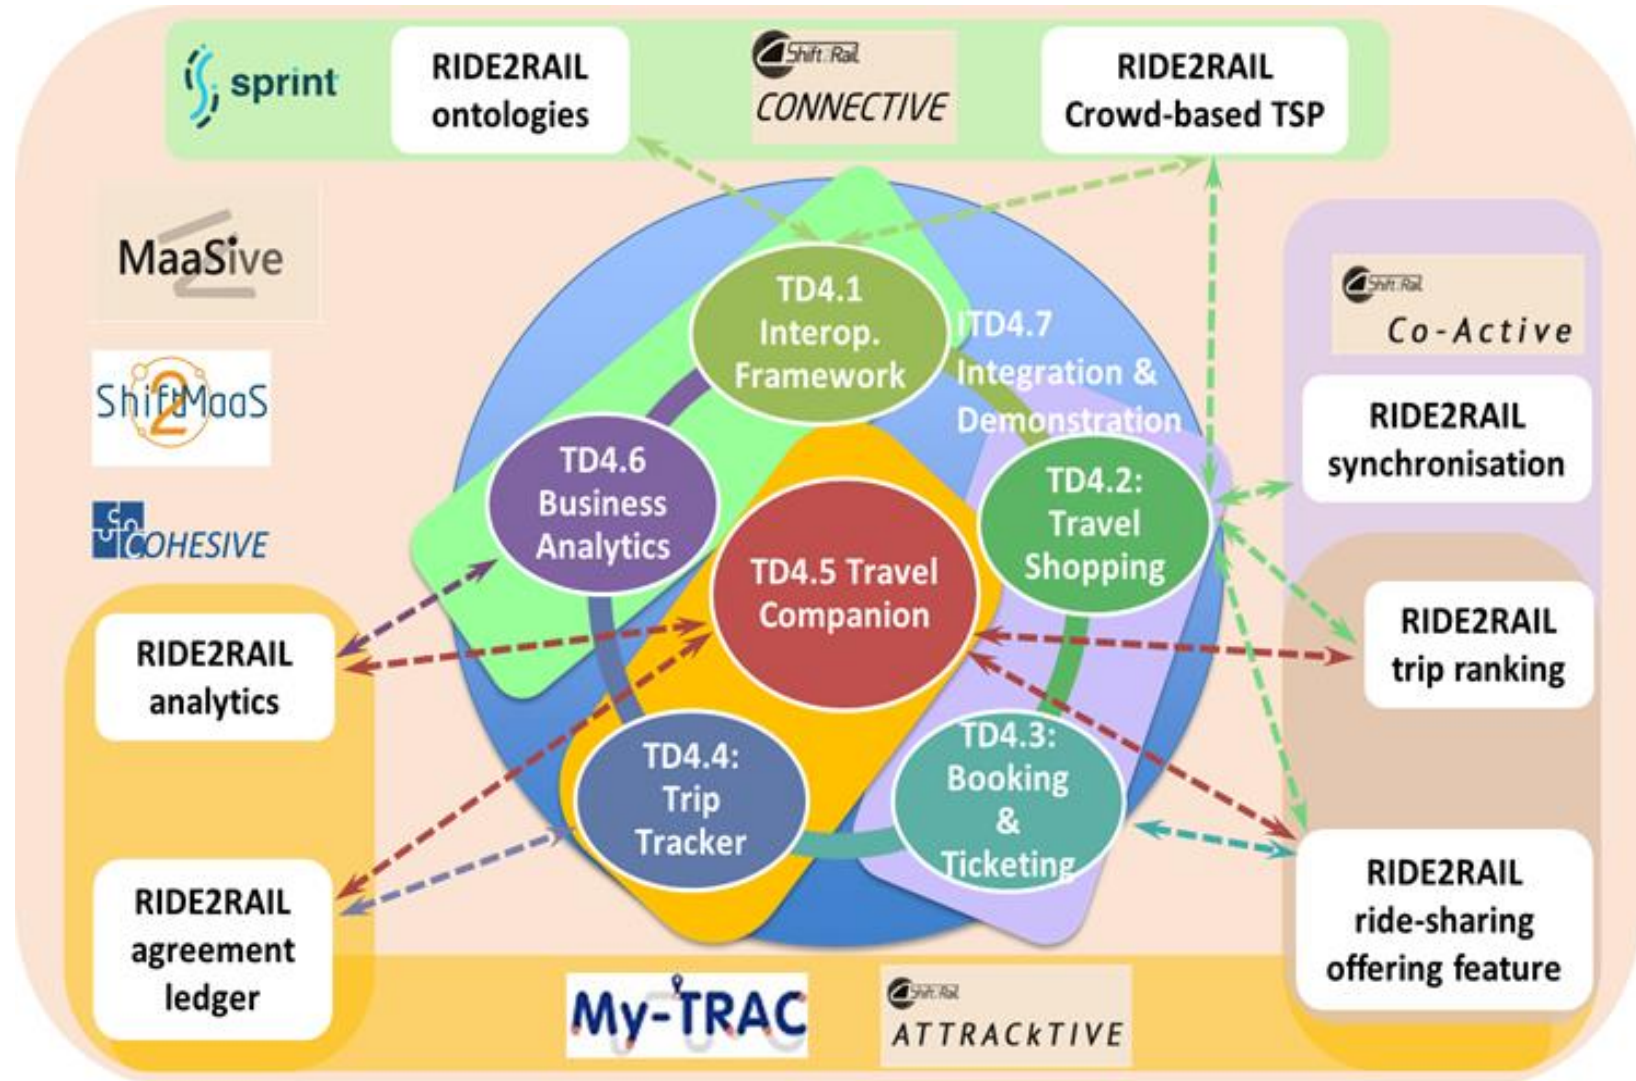 sprint
RIDE2RAIL
ontologies
Shift2Rail
CONNECTIVE
RIDE2RAIL
Crowd-based TSP
MaaSive
Shift2MaaS
COHESIVE
TD4.1
Interop.
Framework
ITD4.7
Integration &
Demonstration
Shift2Rail
Co-Active
RIDE2RAIL
synchronisation
TD4.6
Business
Analytics
TD4.2:
Travel
Shopping
TD4.5 Travel
Companion
RIDE2RAIL
analytics
RIDE2RAIL
trip ranking
TD4.4:
Trip
Tracker
TD4.3:
Booking
&
Ticketing
RIDE2RAIL
agreement
ledger
RIDE2RAIL
ride-sharing
offering feature
My-TRAC
Shift2Rail
ATTRACkTIVE